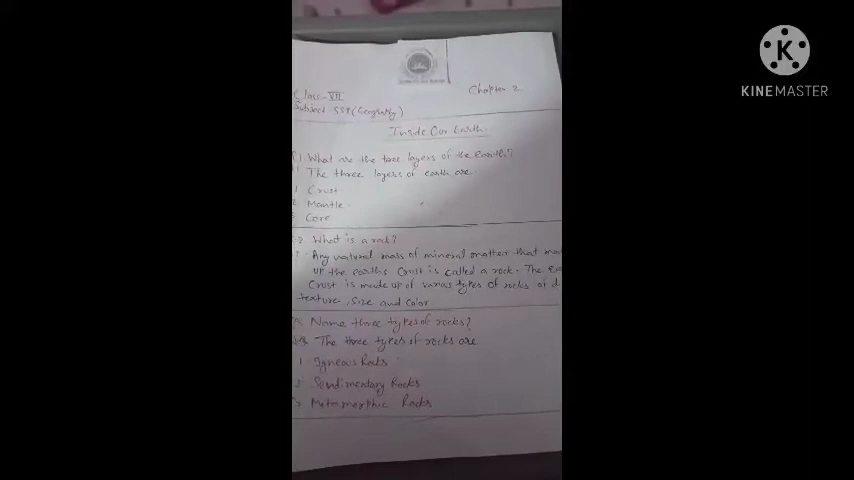 KINEMASTER
Class - VII
Chapter 2
Subject SST (Geography)
Inside Our Earth
Q1. What are the three layers of the Earth?
The three layers of earth are
1 Crust
2 Mantle
3 Core
2 What is a rock?
Any natural mass of mineral matter that
up the earth's Crust is called a rock. The
Crust is made up of various types of rocks of
texture, Size and color
Name three types of rocks?
The three types of rocks are
1. Igneous Rocks
2 Sendimentary Rocks
3 Metamorphic Rocks